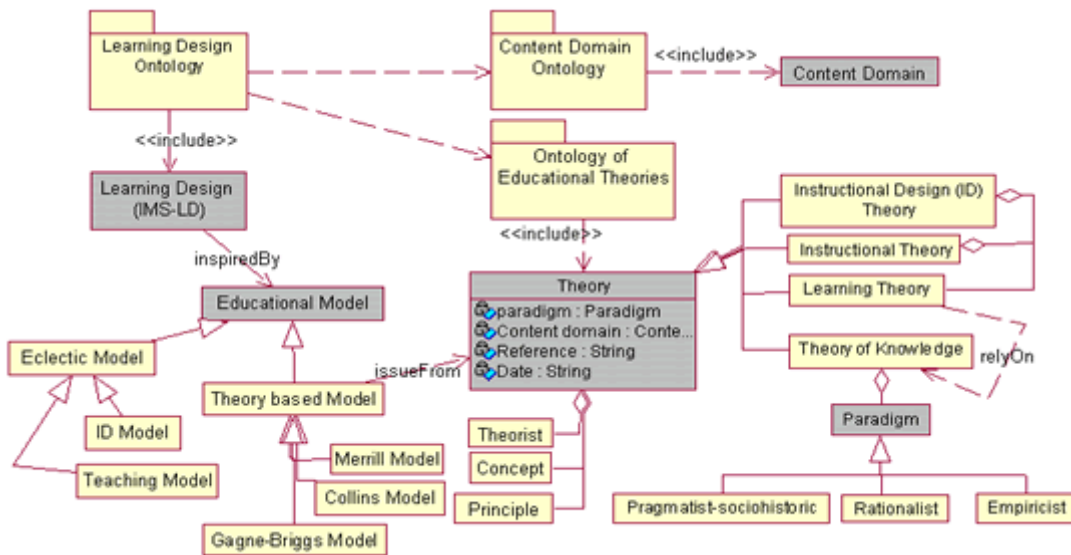 Learning Design
Ontology
Content Domain
Ontology
<<include>>
Content Domain
<<include>>
Ontology of
Educational Theories
Learning Design
(IMS-LD)
<<include>>
Instructional Design (ID)
Theory
Instructional Theory
Learning Theory
Theory of Knowledge
relyOn
inspiredBy
Educational Model
Theory
paradigm : Paradigm
Content domain : Conte...
Reference : String
Date : String
Eclectic Model
issueFrom
Theory based Model
Paradigm
ID Model
Teaching Model
Merrill Model
Collins Model
Gagne-Briggs Model
Theorist
Concept
Principle
Pragmatist-sociohistoric
Rationalist
Empiricist